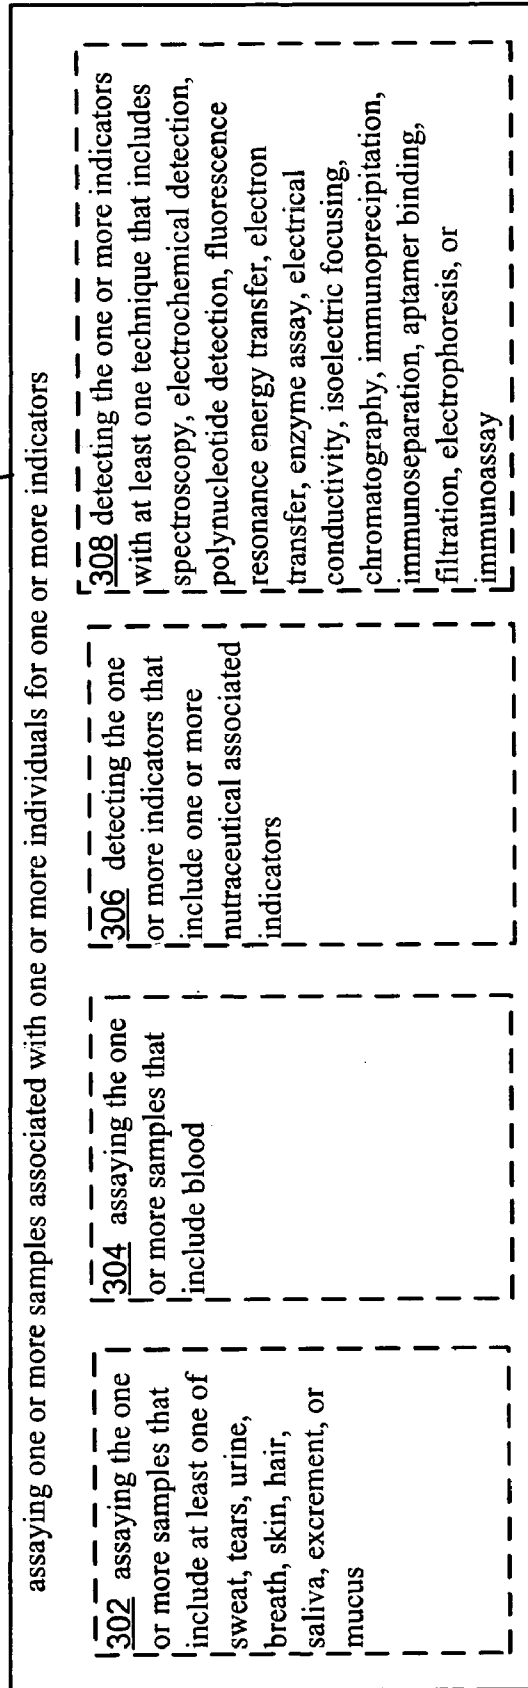 assaying one or more samples associated with one or more individuals for one or more indicators
302 assaying the one
or more samples that
include at least one of
sweat, tears, urine,
breath, skin, hair,
saliva, excrement, or
mucus
304 assaying the one
or more samples that
include blood
306 detecting the one
or more indicators that
include one or more
nutraceutical associated
indicators
308 detecting the one or more indicators
with at least one technique that includes
spectroscopy, electrochemical detection,
polynucleotide detection, fluorescence
resonance energy transfer, electron
transfer, enzyme assay, electrical
conductivity, isoelectric focusing,
chromatography, immunoprecipitation,
immunoseparation, aptamer binding,
filtration, electrophoresis, or
immunoassay